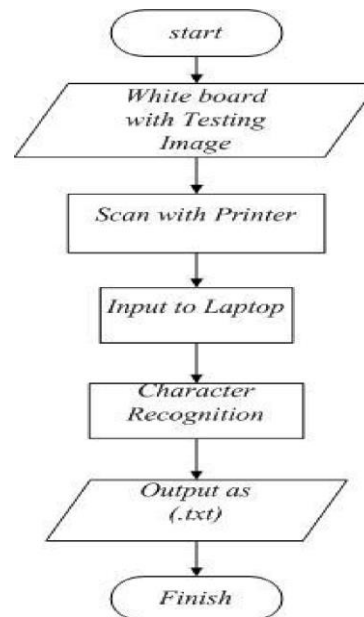 start
White board
with Testing
Image
Scan with Printer
Input to Laptop
Character
Recognition
Output as
(.txt)
Finish